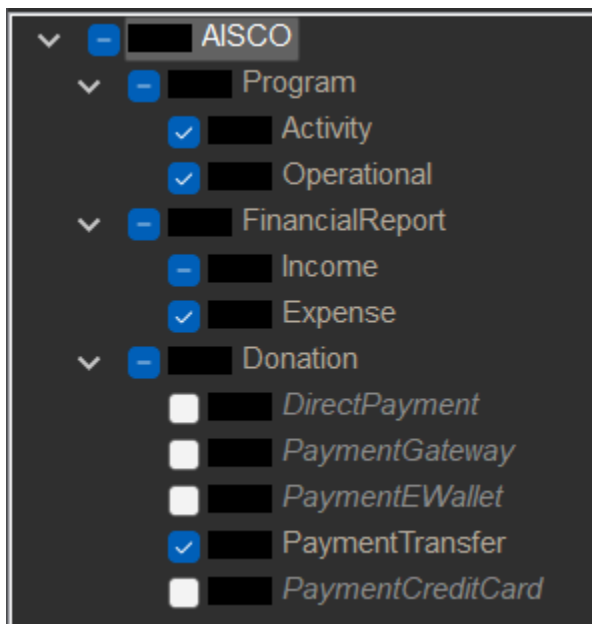 AISCO
Program
Activity
Operational
FinancialReport
Income
Expense
Donation
DirectPayment
PaymentGateway
PaymentEWallet
PaymentTransfer
PaymentCreditCard